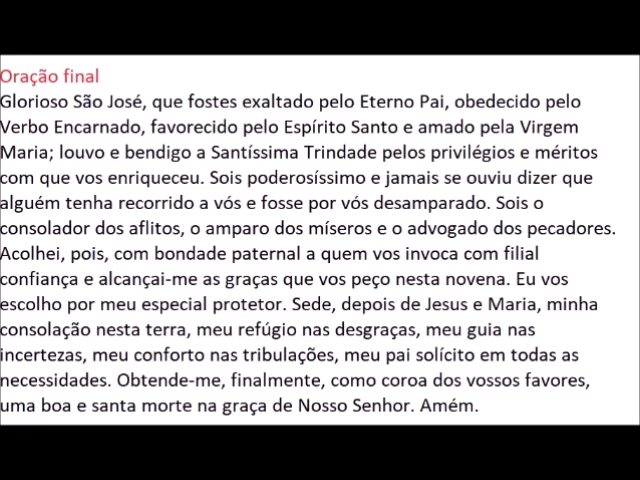 Oração final
Glorioso São José, que fostes exaltado pelo Eterno Pai, obedecido pelo
Verbo Encarnado, favorecido pelo Espírito Santo e amado pela Virgem
Maria; louvo e bendigo a Santíssima Trindade pelos privilégios e méritos
com que vos enriqueceu. Sois poderosíssimo e jamais se ouviu dizer que
alguém tenha recorrido a vós e fosse por vós desamparado. Sois o
consolador dos aflitos, o amparo dos míseros e o advogado dos pecadores.
Acolhei, pois, com bondade paternal a quem vos invoca com filial
confiança e alcançai-me as graças que vos peço nesta novena. Eu vos
escolho por meu especial protetor. Sede, depois de Jesus e Maria, minha
consolação nesta terra, meu refúgio nas desgraças, meu guia nas
incertezas, meu conforto nas tribulações, meu pai solícito em todas as
necessidades. Obtende-me, finalmente, como coroa dos vossos favores,
uma boa e santa morte na graça de Nosso Senhor. Amém.